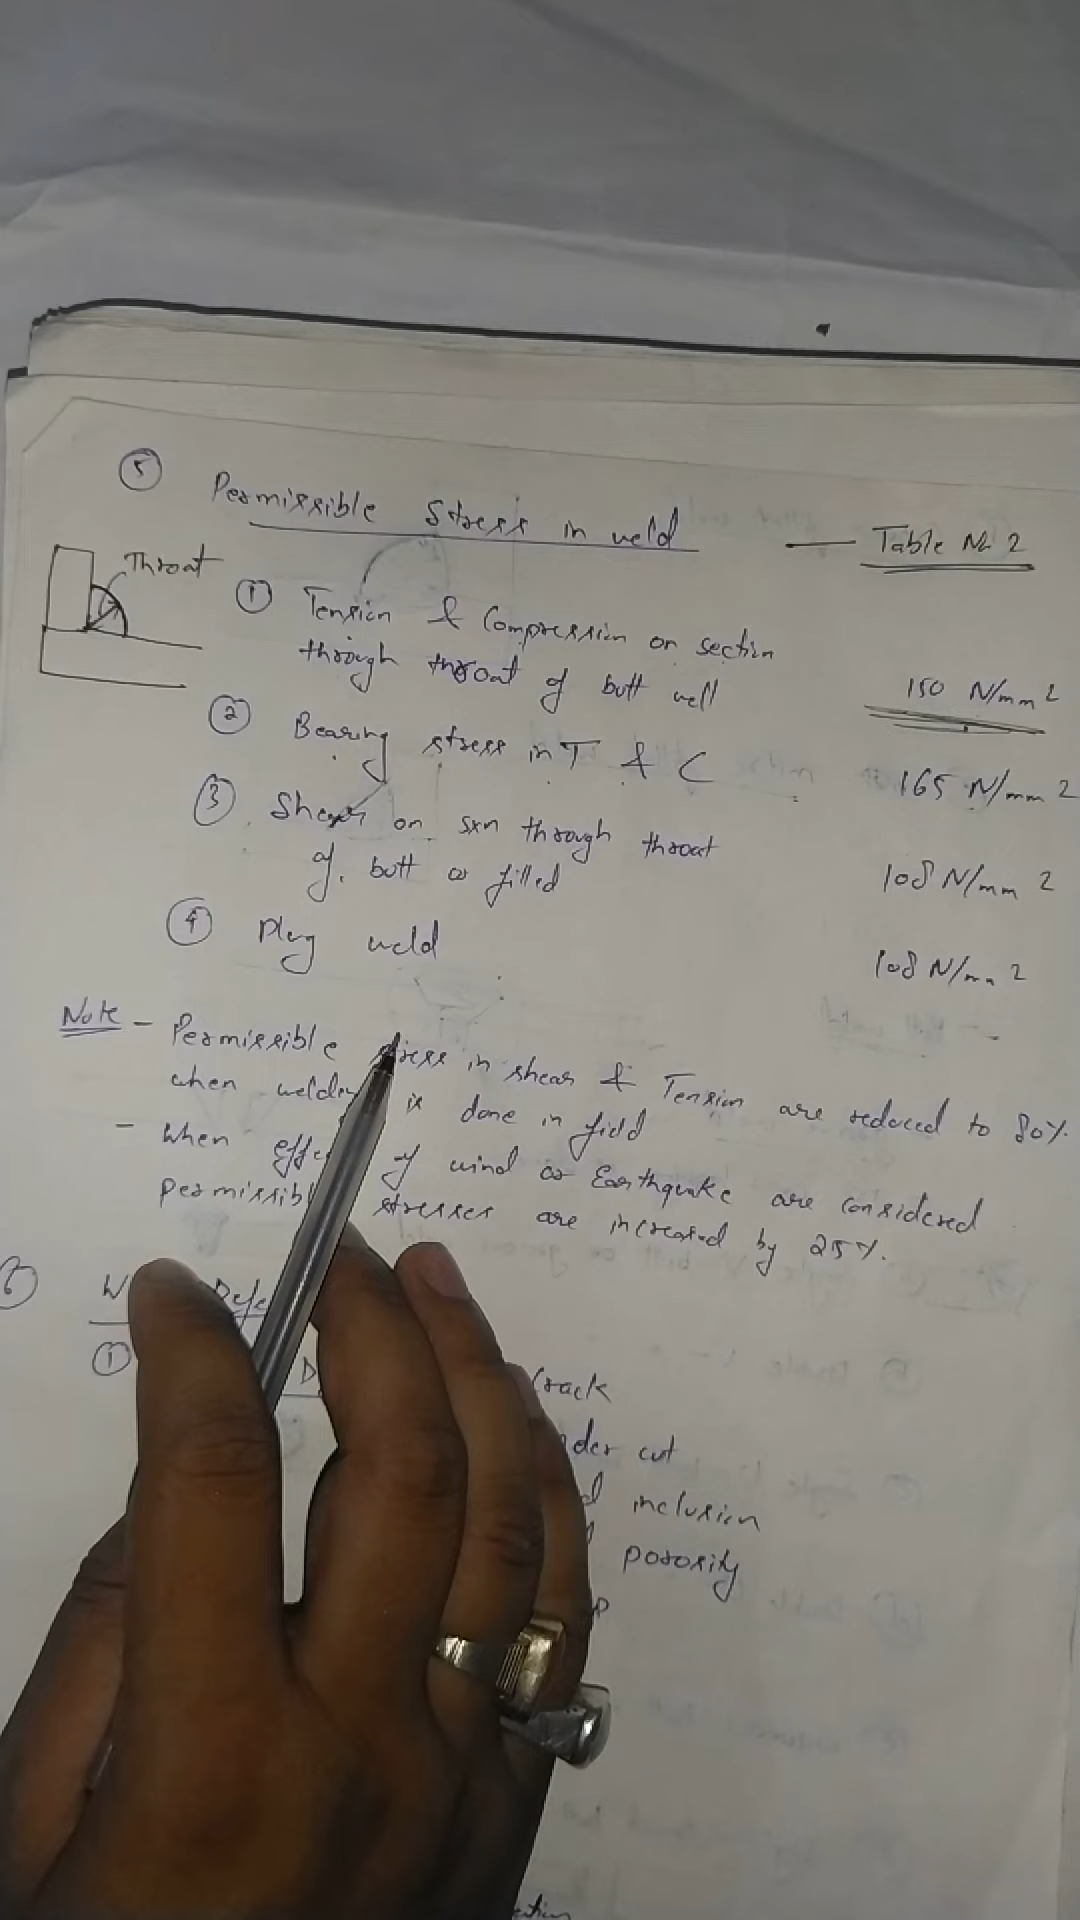 5 Permissible Stress in weld — Table No 2
Throat
1 Tension & Compression on section
through throat of butt well
150 N/mm2
2 Bearing stress in T & C
165 N/mm2
3 Shear on sxn through throat
of butt or filled
108 N/mm2
4 Plug weld
108 N/mm2
Note - Permissible stress in shear & Tension are reduced to 80%
when is done in field
- When of wind or Earthquake are considered
stresses are increased by 25%.
6
1
crack
cut
inclusion
porosity